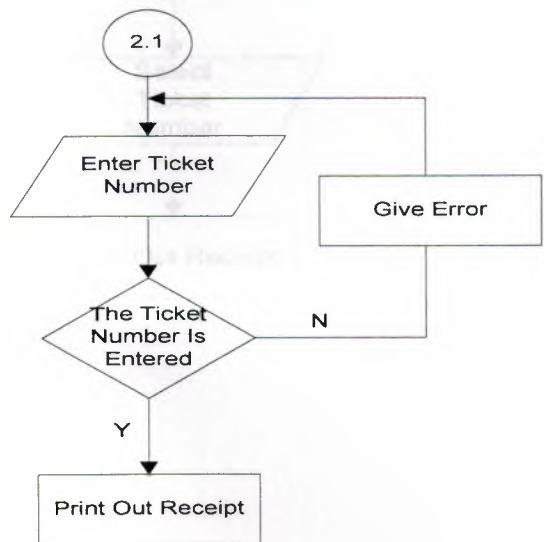 2.1
Enter Ticket
Number
Give Error
The Ticket
Number Is
Entered
N
Y
Print Out Receipt